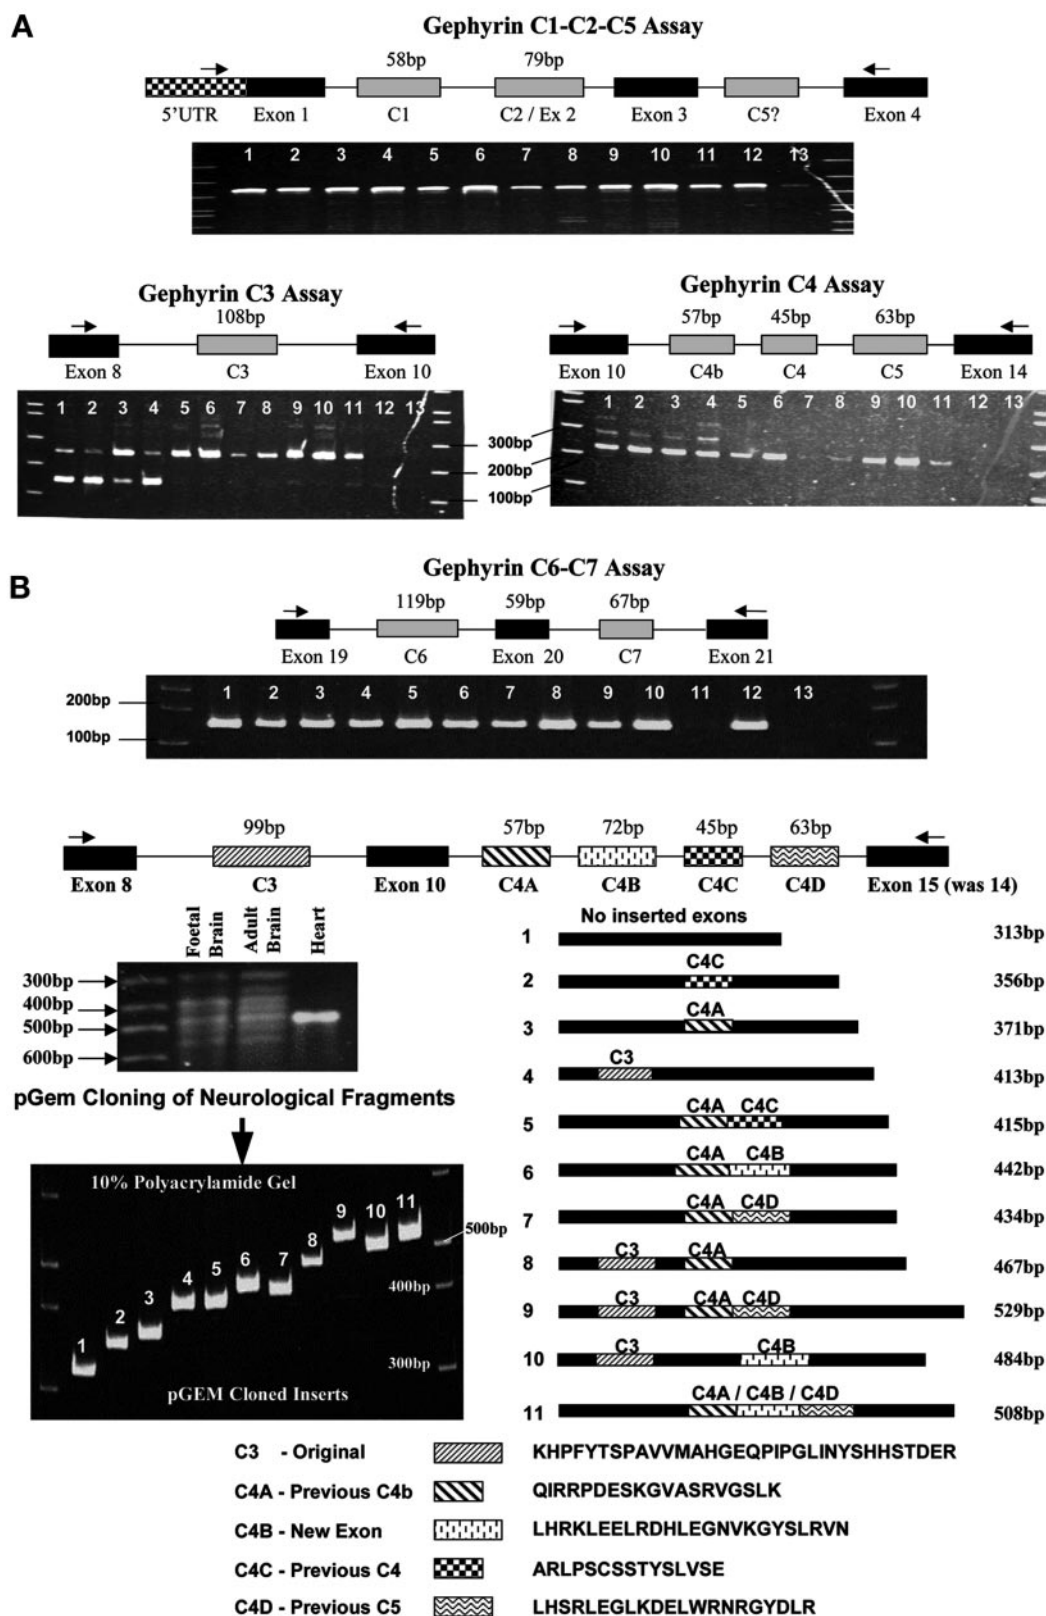 A
Gephyrin C1-C2-C5 Assay
58bp 79bp
5'UTR Exon 1 C1 C2 / Ex 2 Exon 3 C5? Exon 4
1 2 3 4 5 6 7 8 9 10 11 12 13
Gephyrin C3 Assay
108bp
Exon 8 C3 Exon 10
1 2 3 4 5 6 7 8 9 10 11 12 13
Gephyrin C4 Assay
57bp 45bp 63bp
Exon 10 C4b C4 C5 Exon 14
1 2 3 4 5 6 7 8 9 10 11 12 13
300bp
200bp
100bp
B
Gephyrin C6-C7 Assay
119bp 59bp 67bp
Exon 19 C6 Exon 20 C7 Exon 21
1 2 3 4 5 6 7 8 9 10 11 12 13
200bp
100bp
99bp 57bp 72bp 45bp 63bp
Exon 8 C3 Exon 10 C4A C4B C4C C4D Exon 15 (was 14)
Foetal Brain
Adult Brain
Heart
300bp
400bp
500bp
600bp
pGem Cloning of Neurological Fragments
10% Polyacrylamide Gel
1 2 3 4 5 6 7 8 9 10 11
500bp
400bp
300bp
pGEM Cloned Inserts
No inserted exons
1 313bp
C4C
2 356bp
C4A
3 371bp
C3
4 413bp
C4A C4C
5 415bp
C4A C4B
6 442bp
C4A C4D
7 434bp
C3 C4A
8 467bp
C3 C4A C4D
9 529bp
C3 C4B
10 484bp
C4A / C4B / C4D
11 508bp
C3 - Original KHPFYTSPAVVMAHGEQPIPGLINYSHHSTDER
C4A - Previous C4b QIRRPDESKGVASRVGSLK
C4B - New Exon LHRKLEELRDHLEGNVKGYSLRVN
C4C - Previous C4 ARLPSCSSTYSLVSE
C4D - Previous C5 LHSRLEGLKDELWRNRGYDLR